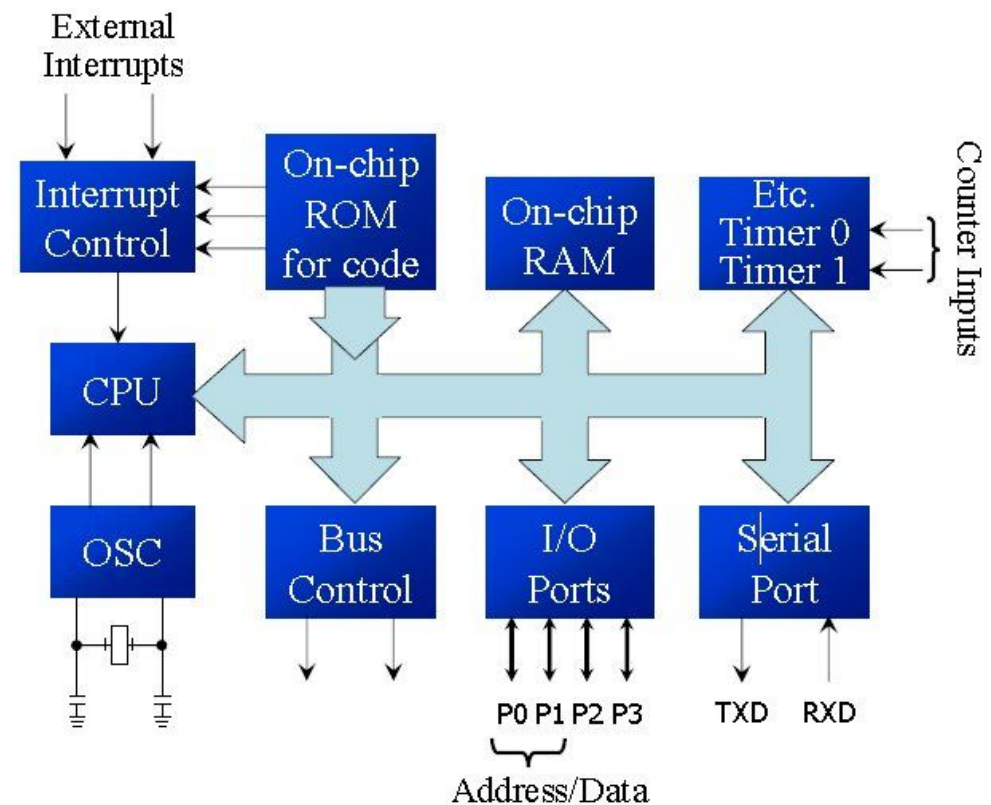 External
Interrupts
Interrupt
Control
On-chip
ROM
for code
On-chip
RAM
Etc.
Timer 0
Timer 1
Counter Inputs
CPU
OSC
Bus
Control
I/O
Ports
Serial
Port
P0 P1 P2 P3
TXD RXD
Address/Data